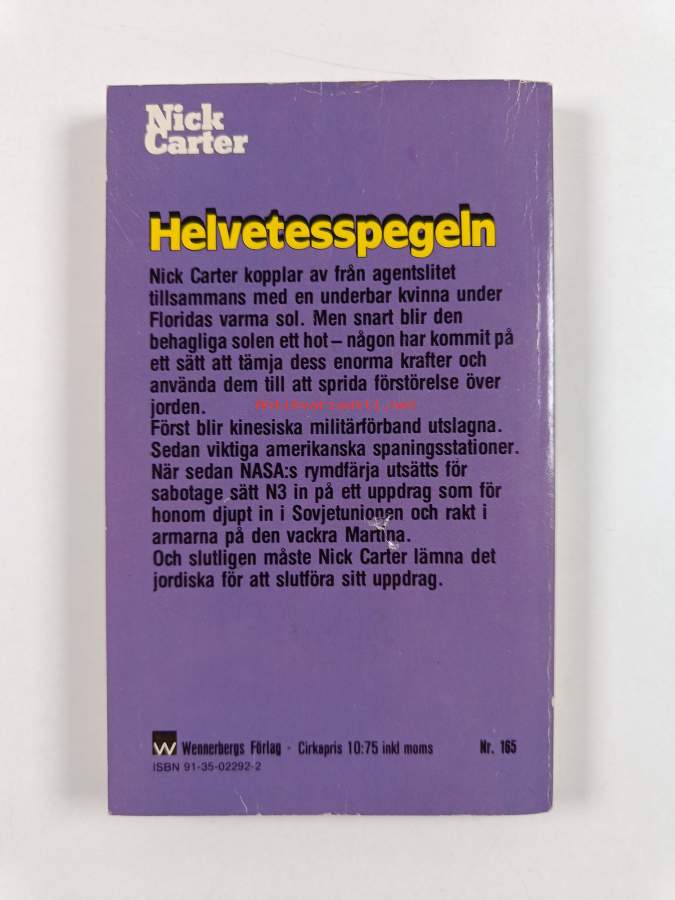 Nick
Carter
Helvetesspegeln
Nick Carter kopplar av från agentslitet
tillsammans med en underbar kvinna under
Floridas varma sol. Men snart blir den
behagliga solen ett hot – någon har kommit på
ett sätt att tämja dess enorma krafter och
använda dem till att sprida förstörelse över
jorden.
Först blir kinesiska militärförband utslagna.
Sedan viktiga amerikanska spaningsstationer.
När sedan NASA:s rymdfärja utsätts för
sabotage sätt N3 in på ett uppdrag som för
honom djupt in i Sovjetunionen och rakt i
armarna på den vackra Martina.
Och slutligen måste Nick Carter lämna det
jordiska för att slutföra sitt uppdrag.
W Wennerbergs Förlag · Cirkapris 10:75 inkl moms Nr. 165
ISBN 91-35-02292-2